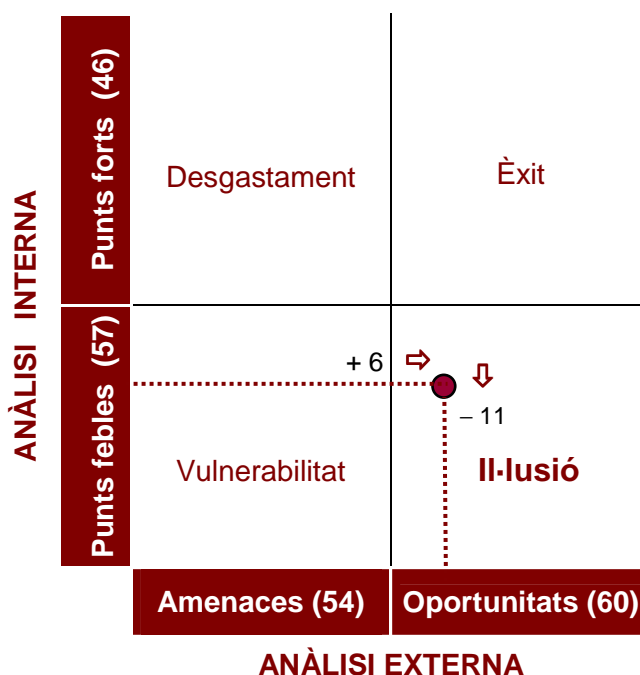 ANÀLISI INTERNA
Punts forts (46)
Desgastament
Èxit
Punts febles (57)
+ 6
– 11
Vulnerabilitat
Il·lusió
Amenaces (54)
Oportunitats (60)
ANÀLISI EXTERNA